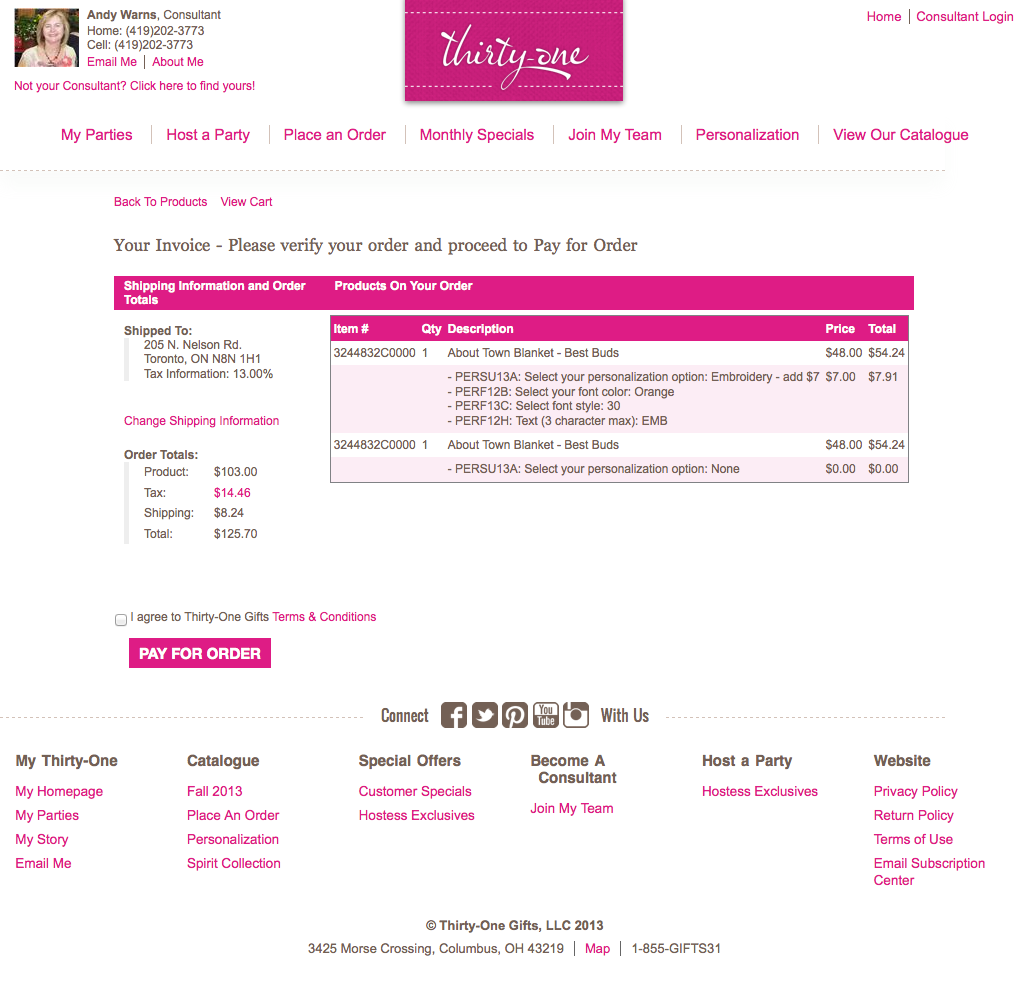 Andy Warns, Consultant
Home: (419)202-3773
Cell: (419)202-3773
Email Me | About Me
Not your Consultant? Click here to find yours!
thirty-one
Home | Consultant Login
My Parties | Host a Party | Place an Order | Monthly Specials | Join My Team | Personalization | View Our Catalogue
Back To Products View Cart
Your Invoice - Please verify your order and proceed to Pay for Order
Shipping Information and Order Totals
Products On Your Order
Shipped To:
205 N. Nelson Rd.
Toronto, ON N8N 1H1
Tax Information: 13.00%
Change Shipping Information
Order Totals:
Product: $103.00
Tax: $14.46
Shipping: $8.24
Total: $125.70
Item # Qty Description Price Total
3244832C0000 1 About Town Blanket - Best Buds $48.00 $54.24
- PERSU13A: Select your personalization option: Embroidery - add $7 $7.00 $7.91
- PERF12B: Select your font color: Orange
- PERF13C: Select font style: 30
- PERF12H: Text (3 character max): EMB
3244832C0000 1 About Town Blanket - Best Buds $48.00 $54.24
- PERSU13A: Select your personalization option: None $0.00 $0.00
I agree to Thirty-One Gifts Terms & Conditions
PAY FOR ORDER
Connect You Tube With Us
My Thirty-One
My Homepage
My Parties
My Story
Email Me
Catalogue
Fall 2013
Place An Order
Personalization
Spirit Collection
Special Offers
Customer Specials
Hostess Exclusives
Become A
Consultant
Join My Team
Host a Party
Hostess Exclusives
Website
Privacy Policy
Return Policy
Terms of Use
Email Subscription
Center
© Thirty-One Gifts, LLC 2013
3425 Morse Crossing, Columbus, OH 43219 | Map | 1-855-GIFTS31